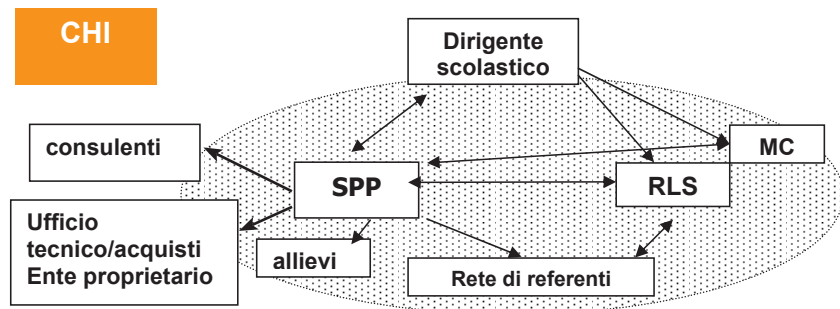 CHI
Dirigente
scolastico
consulenti
MC
SPP
RLS
Ufficio
tecnico/acquisti
Ente proprietario
allievi
Rete di referenti